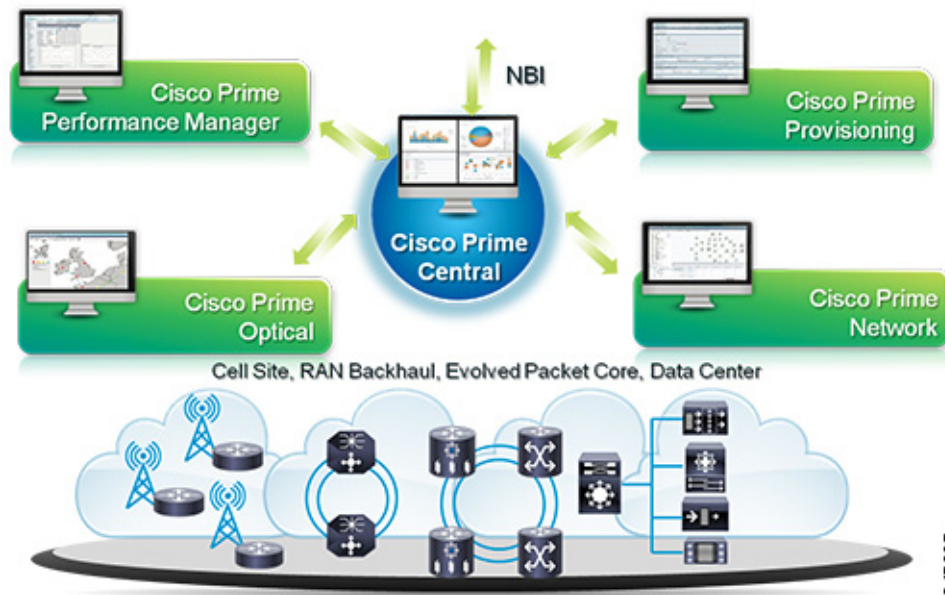 NBI
Cisco Prime
Performance Manager
Cisco Prime
Provisioning
Cisco Prime
Central
Cisco Prime
Optical
Cisco Prime
Network
Cell Site, RAN Backhaul, Evolved Packet Core, Data Center